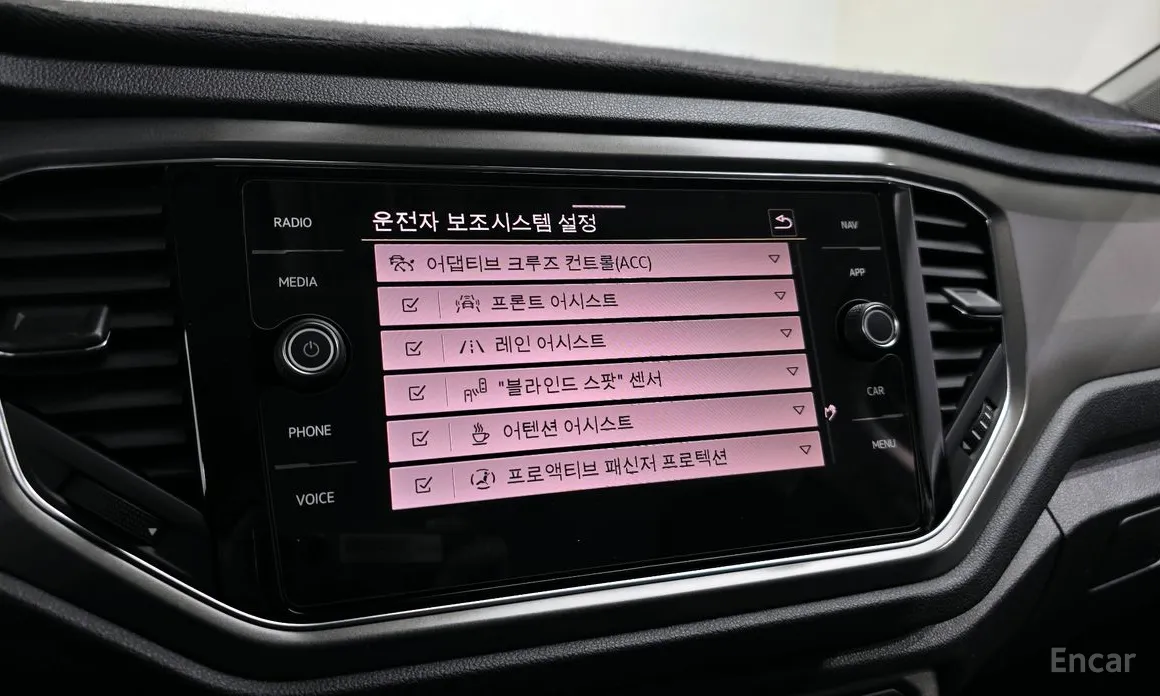 RADIO
MEDIA
PHONE
VOICE
운전자 보조시스템 설정
어댑티브 크루즈 컨트롤(ACC)
프론트 어시스트
레인 어시스트
"블라인드 스팟" 센서
어텐션 어시스트
프로액티브 패신저 프로텍션
NAV
APP
CAR
MENU
Encar